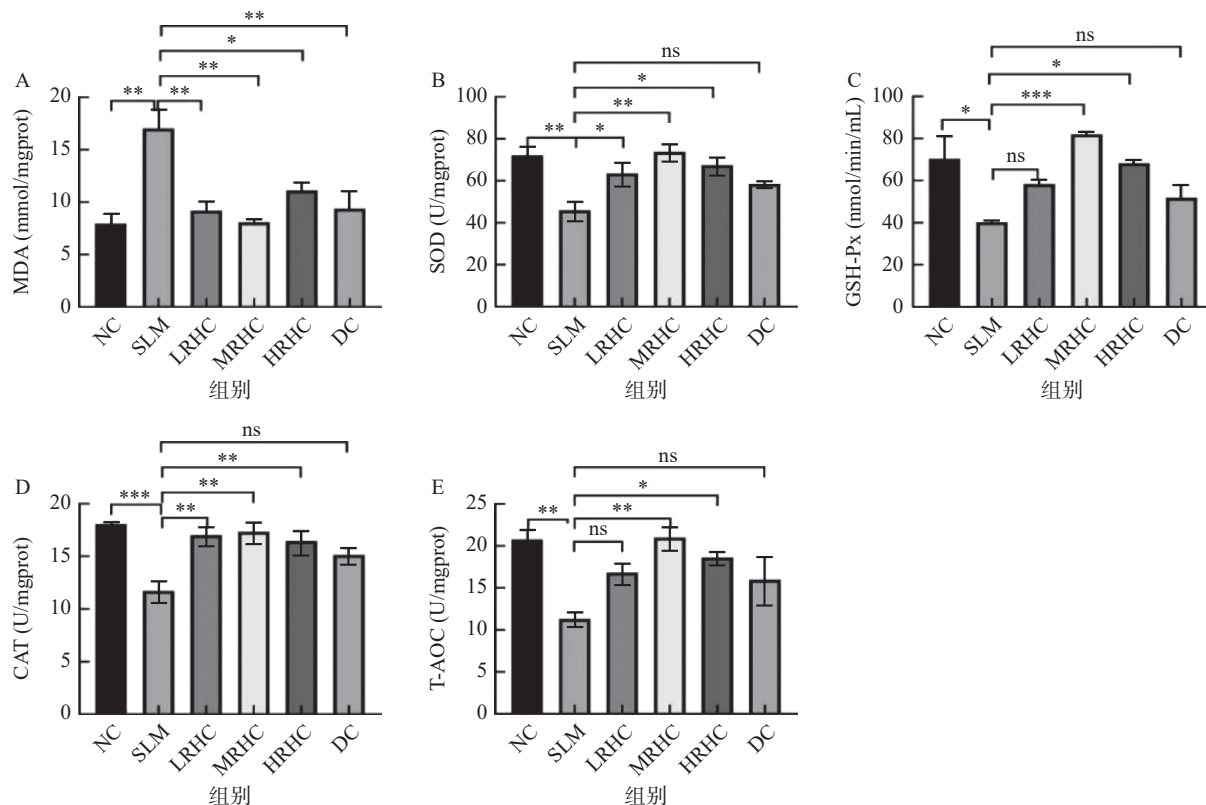 A
**
*
**
** **
MDA (mmol/mgprot)
20
15
10
5
0
NC SLM LRHC MRHC HRHC DC
组别
B
ns
*
**
** *
SOD (U/mgprot)
100
80
60
40
20
0
NC SLM LRHC MRHC HRHC DC
组别
C
ns
*
***
*
ns
GSH-Px (nmol/min/mL)
100
80
60
40
20
0
NC SLM LRHC MRHC HRHC DC
组别
D
ns
**
**
*** **
CAT (U/mgprot)
20
15
10
5
0
NC SLM LRHC MRHC HRHC DC
组别
E
ns
*
**
** ns
T-AOC (U/mgprot)
25
20
15
10
5
0
NC SLM LRHC MRHC HRHC DC
组别